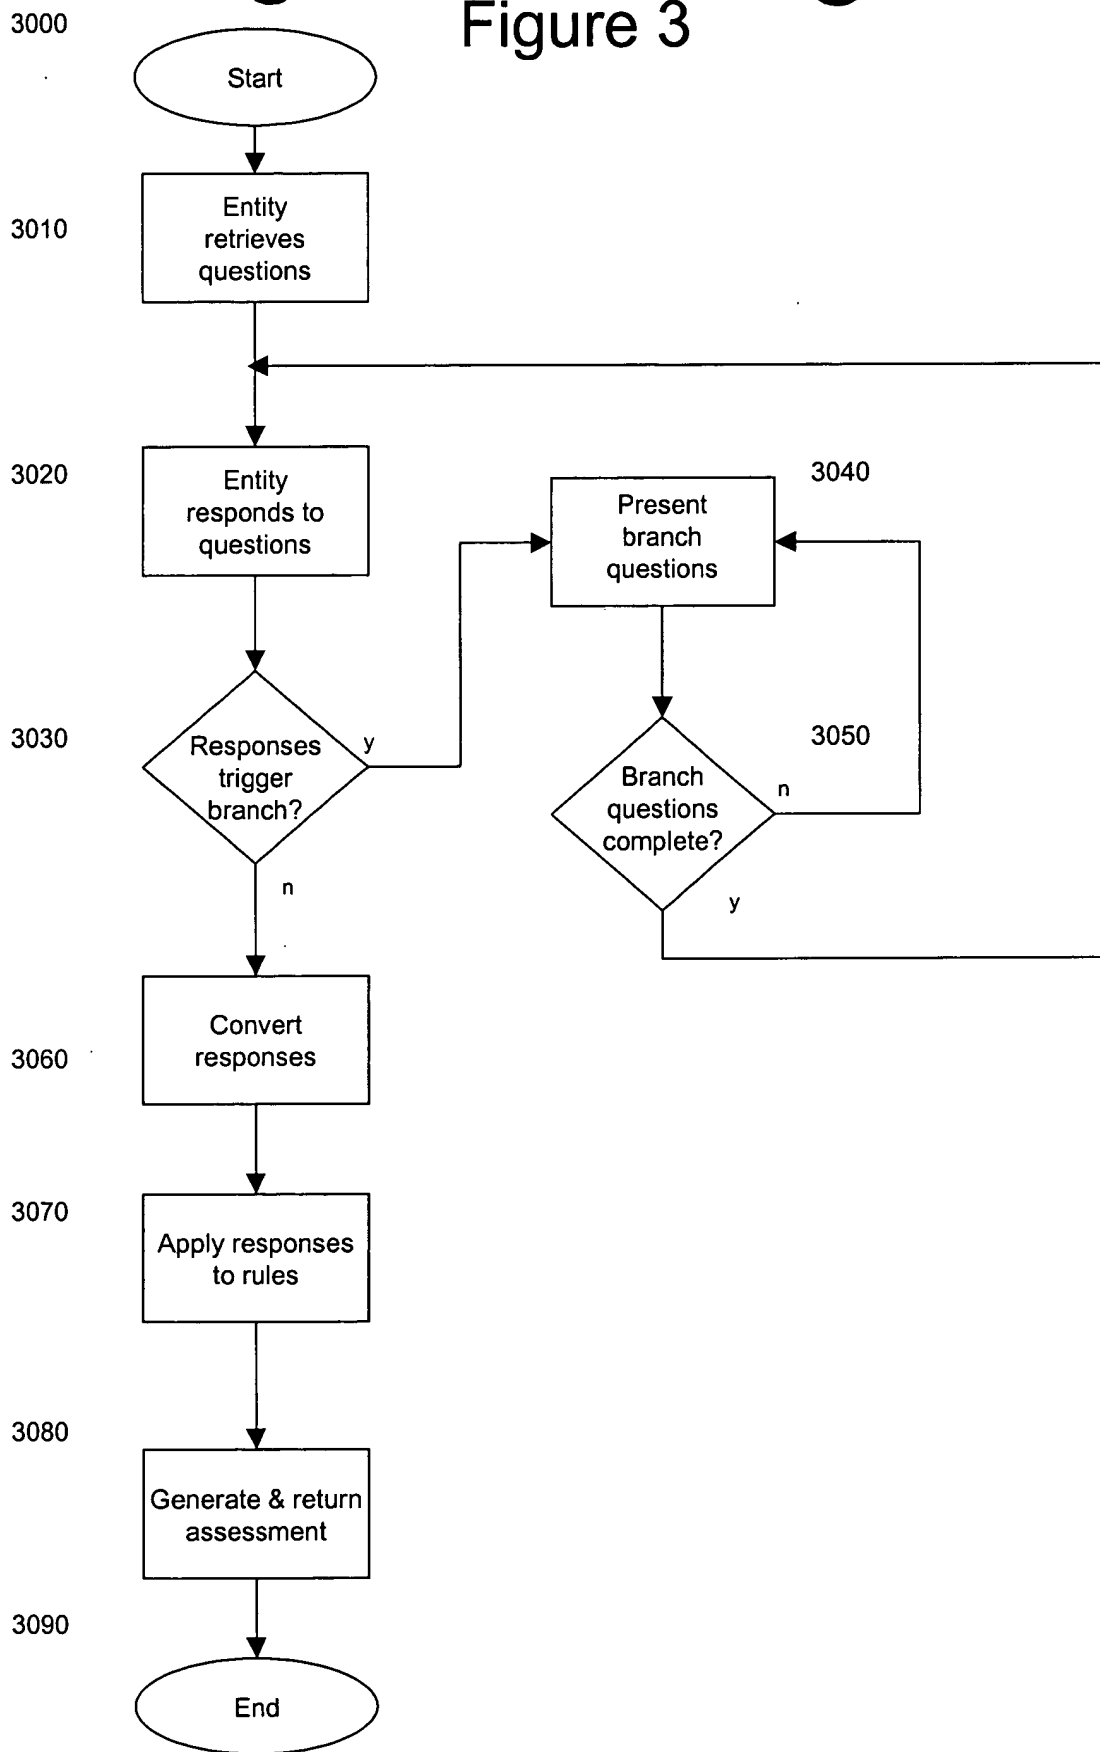 Figure 3
3000
Start
3010
Entity
retrieves
questions
3020
Entity
responds to
questions
3040
Present
branch
questions
3030
Responses
trigger
branch?
y
n
3050
Branch
questions
complete?
n
y
3060
Convert
responses
3070
Apply responses
to rules
3080
Generate & return
assessment
3090
End